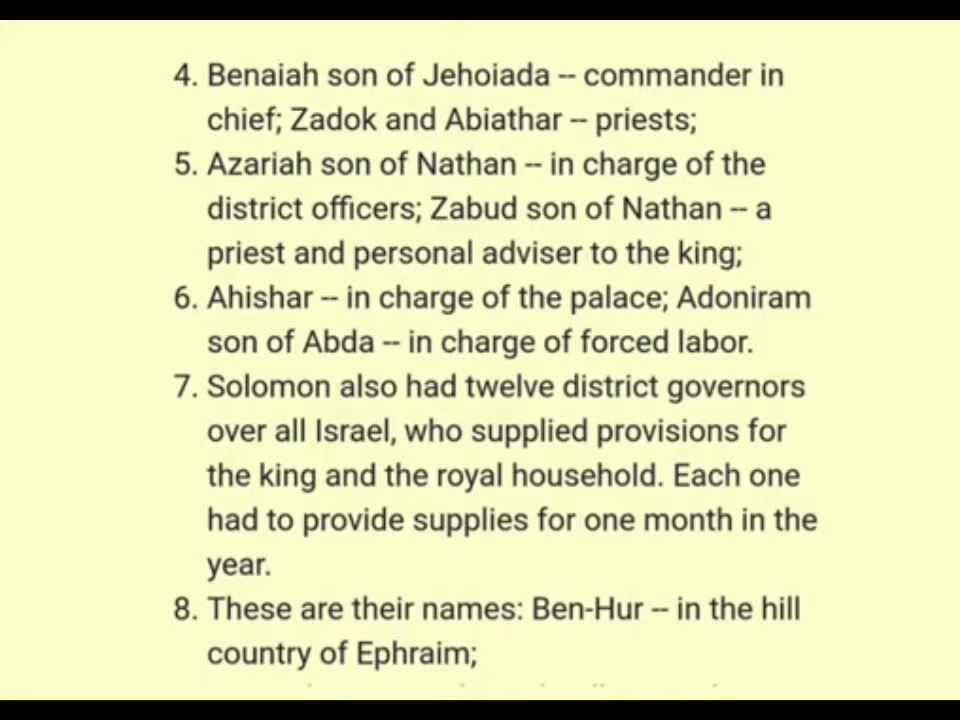 4. Benaiah son of Jehoiada -- commander in
chief; Zadok and Abiathar -- priests;
5. Azariah son of Nathan -- in charge of the
district officers; Zabud son of Nathan -- a
priest and personal adviser to the king;
6. Ahishar -- in charge of the palace; Adoniram
son of Abda -- in charge of forced labor.
7. Solomon also had twelve district governors
over all Israel, who supplied provisions for
the king and the royal household. Each one
had to provide supplies for one month in the
year.
8. These are their names: Ben-Hur -- in the hill
country of Ephraim;